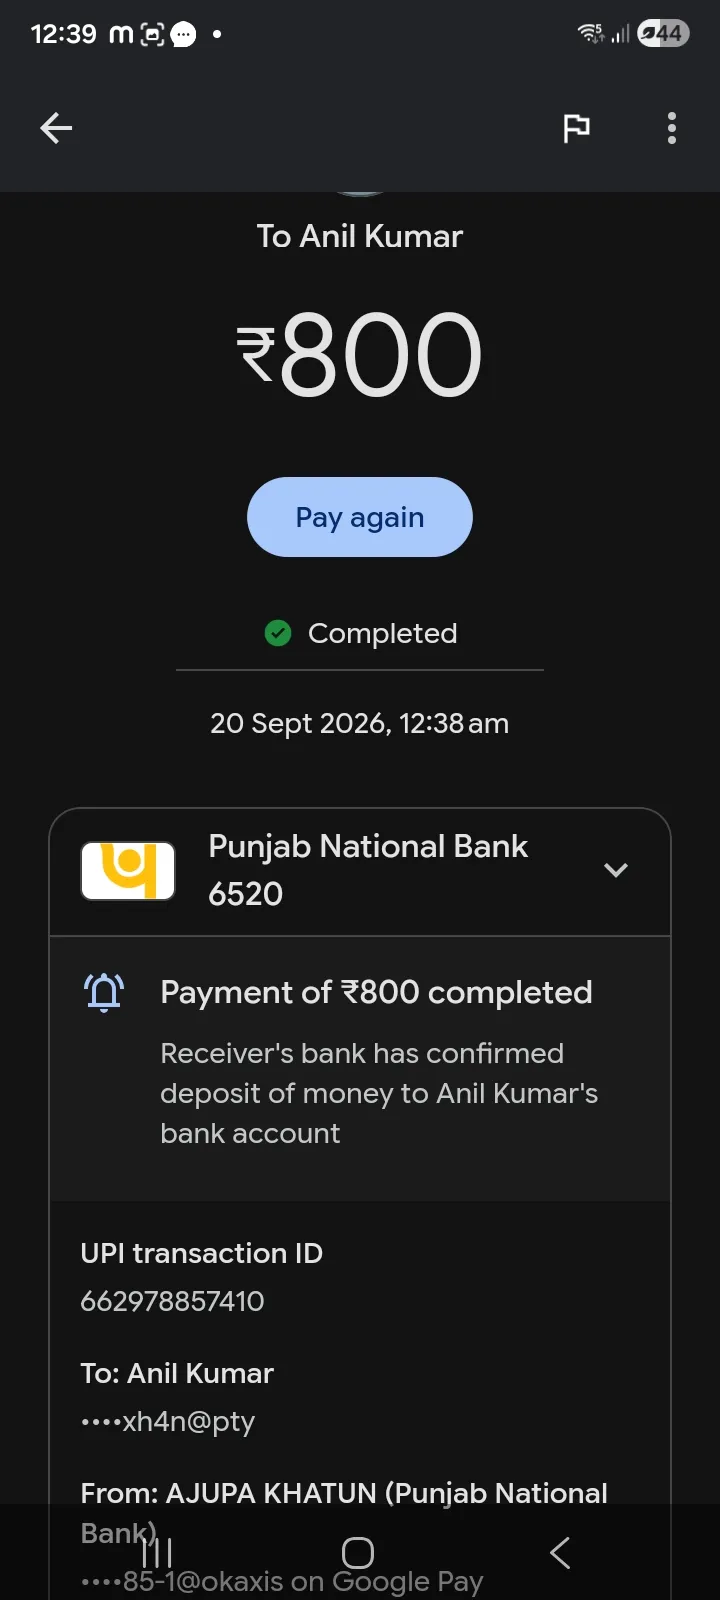 12:39
5
44
To Anil Kumar
₹800
Pay again
Completed
20 Sept 2026, 12:38 am
Punjab National Bank
6520
Payment of ₹800 completed
Receiver's bank has confirmed
deposit of money to Anil Kumar's
bank account
UPI transaction ID
662978857410
To: Anil Kumar
••••xh4n@pty
From: AJUPA KHATUN (Punjab National
Bank)
••••85-1@okaxis on Google Pay